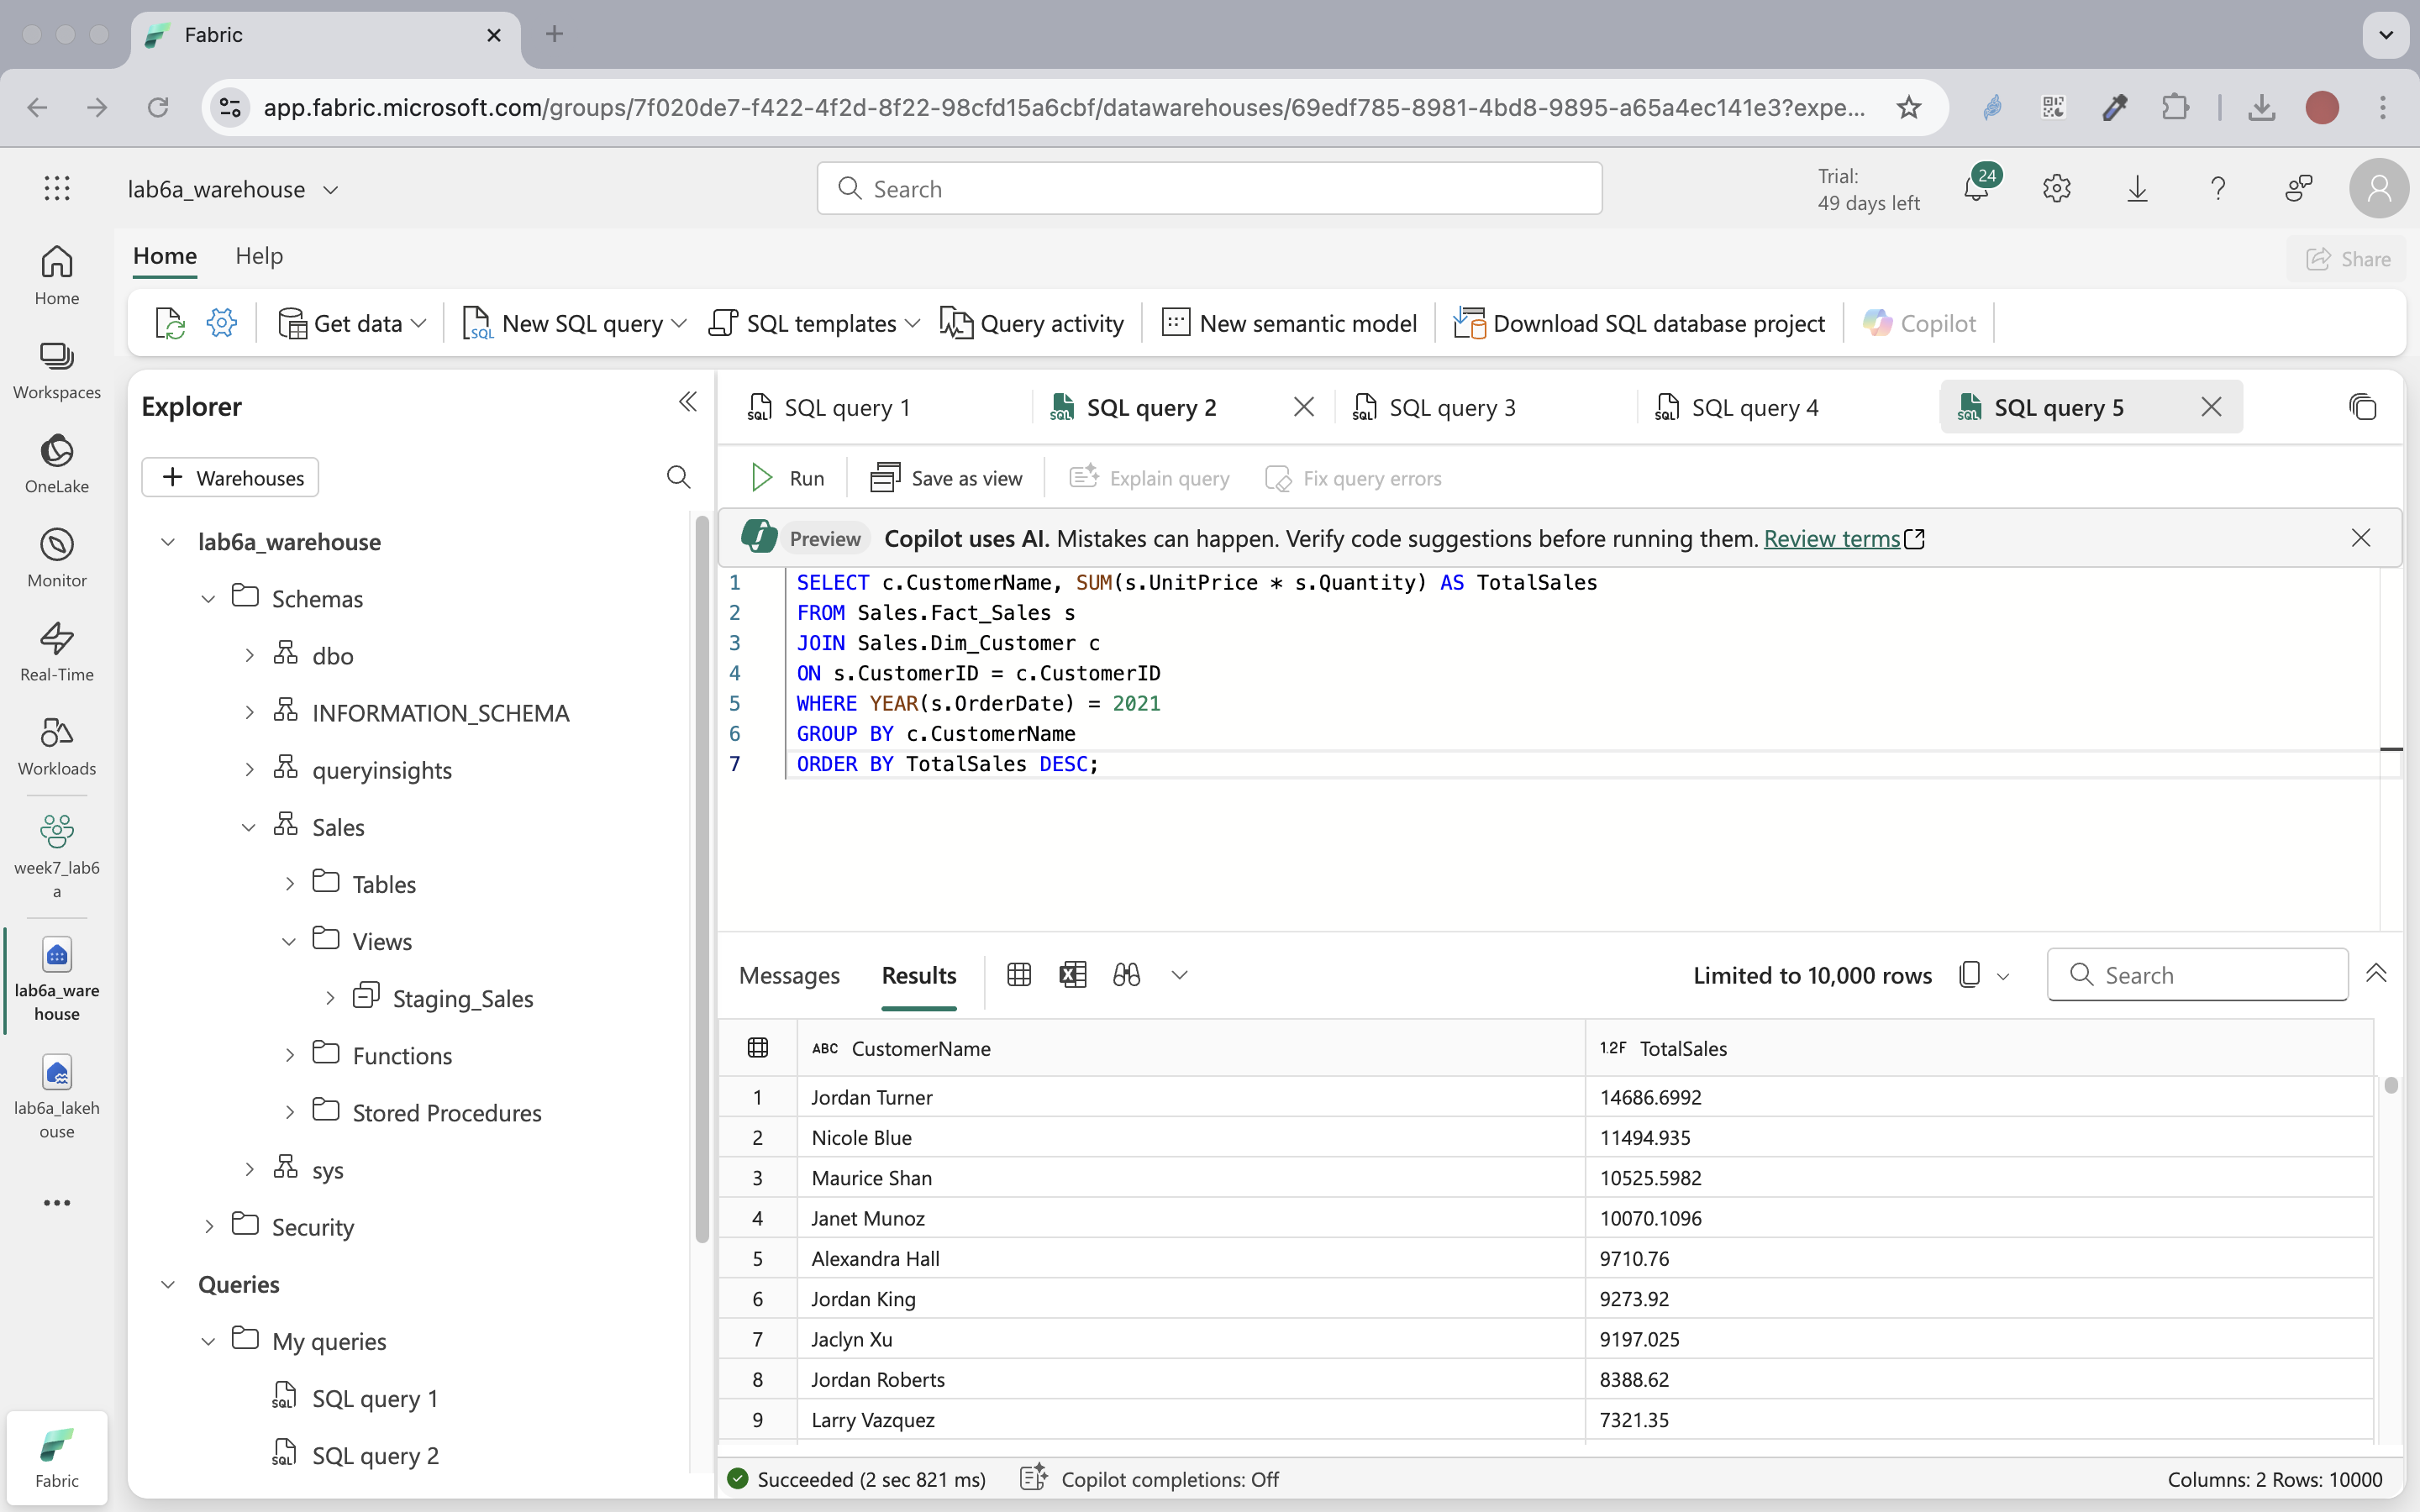 Fabric
app.fabric.microsoft.com/groups/7f020de7-f422-4f2d-8f22-98cfd15a6cbf/datawarehouses/69edf785-8981-4bd8-9895-a65a4ec141e3?expe...
lab6a_warehouse
Search
Trial:
49 days left
24
Home
Help
Share
Get data
New SQL query
SQL templates
Query activity
New semantic model
Download SQL database project
Copilot
Home
Workspaces
OneLake
Monitor
Real-Time
Workloads
week7_lab6
a
lab6a_ware
house
lab6a_lakeh
ouse
Fabric
Explorer
Warehouses
lab6a_warehouse
Schemas
dbo
INFORMATION_SCHEMA
queryinsights
Sales
Tables
Views
Staging_Sales
Functions
Stored Procedures
sys
Security
Queries
My queries
SQL query 1
SQL query 2
SQL query 1
SQL query 2
SQL query 3
SQL query 4
SQL query 5
Run
Save as view
Explain query
Fix query errors
Preview
Copilot uses AI. Mistakes can happen. Verify code suggestions before running them. Review terms
1 SELECT c.CustomerName, SUM(s.UnitPrice * s.Quantity) AS TotalSales
2 FROM Sales.Fact_Sales s
3 JOIN Sales.Dim_Customer c
4 ON s.CustomerID = c.CustomerID
5 WHERE YEAR(s.OrderDate) = 2021
6 GROUP BY c.CustomerName
7 ORDER BY TotalSales DESC;
Messages
Results
Limited to 10,000 rows
Search
ABC CustomerName 1.2F TotalSales
1 Jordan Turner 14686.6992
2 Nicole Blue 11494.935
3 Maurice Shan 10525.5982
4 Janet Munoz 10070.1096
5 Alexandra Hall 9710.76
6 Jordan King 9273.92
7 Jaclyn Xu 9197.025
8 Jordan Roberts 8388.62
9 Larry Vazquez 7321.35
Succeeded (2 sec 821 ms)
Copilot completions: Off
Columns: 2 Rows: 10000